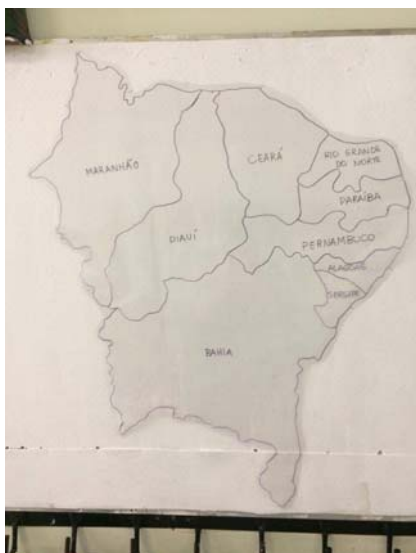 MARANHÃO
CEARÁ
RIO GRANDE
DO NORTE
PARAÍBA
PIAUÍ
PERNAMBUCO
ALAGOAS
SERGIPE
BAHIA